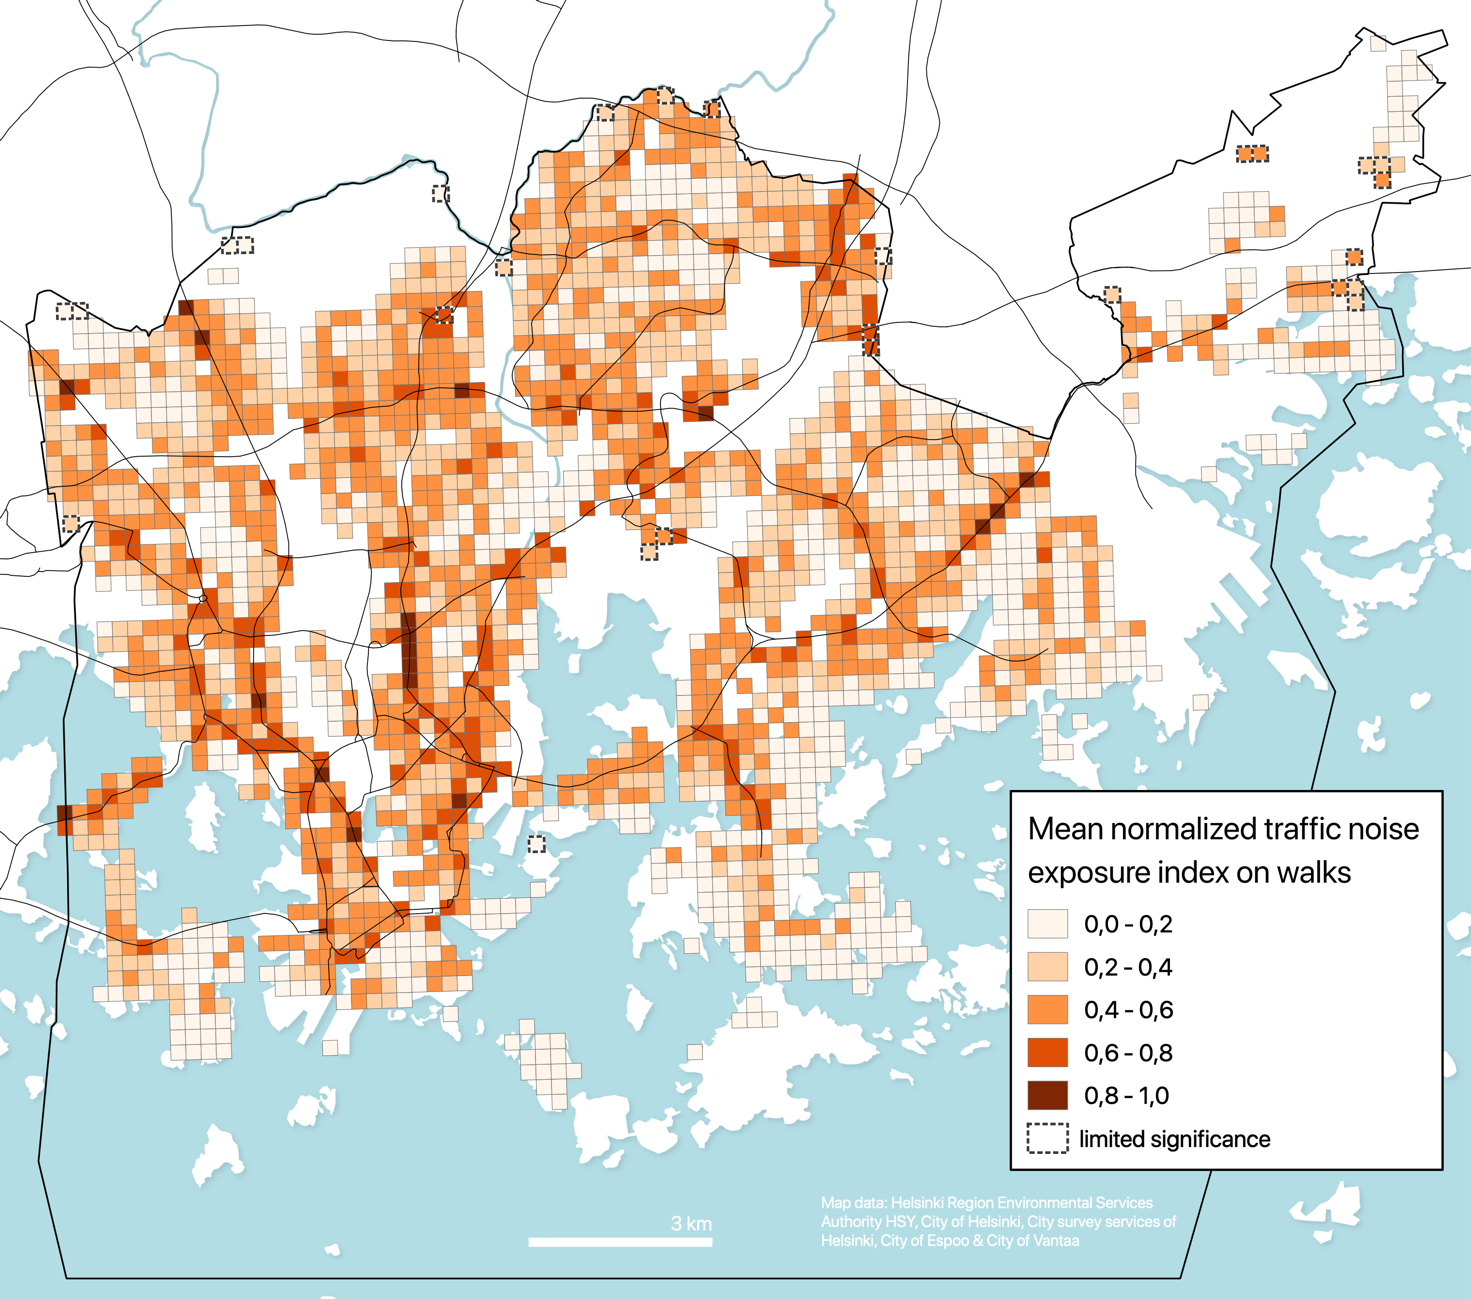 Mean normalized traffic noise
exposure index on walks
0,0 - 0,2
0,2 - 0,4
0,4 - 0,6
0,6 - 0,8
0,8 - 1,0
limited significance
3 km
Map data: Helsinki Region Environmental Services
Authority HSY, City of Helsinki, City survey services of
Helsinki, City of Espoo & City of Vantaa